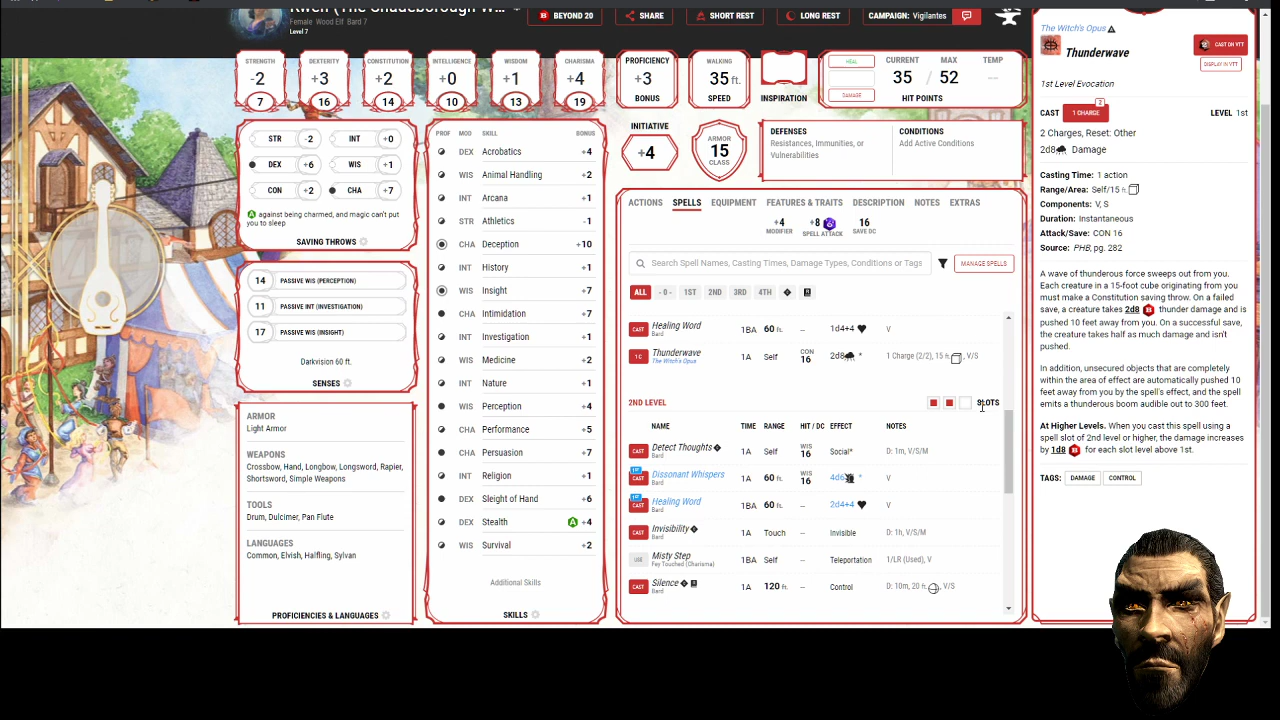 Female Wood Elf Bard 7
Level 7
BEYOND 20
SHARE
SHORT REST
LONG REST
CAMPAIGN: Vigilantes
STRENGTH
-2
7
DEXTERITY
+3
16
CONSTITUTION
+2
14
INTELLIGENCE
+0
10
WISDOM
+1
13
CHARISMA
+4
19
PROFICIENCY
+3
BONUS
WALKING
35 ft.
SPEED
INSPIRATION
HEAL
DAMAGE
CURRENT
35
/
MAX
52
TEMP
--
HIT POINTS
STR -2
INT +0
DEX +6
WIS +1
CON +2
CHA +7
against being charmed, and magic can't put
you to sleep
SAVING THROWS
14 PASSIVE WIS (PERCEPTION)
11 PASSIVE INT (INVESTIGATION)
17 PASSIVE WIS (INSIGHT)
Darkvision 60 ft.
SENSES
ARMOR
Light Armor
WEAPONS
Crossbow, Hand, Longbow, Longsword, Rapier,
Shortsword, Simple Weapons
TOOLS
Drum, Dulcimer, Pan Flute
LANGUAGES
Common, Elvish, Halfling, Sylvan
PROFICIENCIES & LANGUAGES
PROF MOD SKILL BONUS
DEX Acrobatics +4
WIS Animal Handling +2
INT Arcana +1
STR Athletics -1
CHA Deception +10
INT History +1
WIS Insight +7
CHA Intimidation +7
INT Investigation +1
WIS Medicine +2
INT Nature +1
WIS Perception +4
CHA Performance +5
CHA Persuasion +7
INT Religion +1
DEX Sleight of Hand +6
DEX Stealth A +4
WIS Survival +2
Additional Skills
SKILLS
INITIATIVE
+4
ARMOR
15
CLASS
DEFENSES
Resistances, Immunities, or
Vulnerabilities
CONDITIONS
Add Active Conditions
ACTIONS SPELLS EQUIPMENT FEATURES & TRAITS DESCRIPTION NOTES EXTRAS
+4
MODIFIER
+8
SPELL ATTACK
16
SAVE DC
Search Spell Names, Casting Times, Damage Types, Conditions or Tags
MANAGE SPELLS
ALL - 0 - 1ST 2ND 3RD 4TH
CAST Healing Word 1BA 60 ft. -- 1d4+4 V
Bard
1 C Thunderwave 1A Self CON 16 2d8 * 1 Charge (2/2), 15 ft. , V/S
The Witch's Opus
2ND LEVEL
SLOTS
NAME TIME RANGE HIT / DC EFFECT NOTES
CAST Detect Thoughts 1A Self WIS 16 Social* D: 1m, V/S/M
Bard
1ST CAST Dissonant Whispers 1A 60 ft. WIS 16 4d6 * V
Bard
1ST CAST Healing Word 1BA 60 ft. -- 2d4+4 V
Bard
CAST Invisibility 1A Touch -- Invisible D: 1h, V/S/M
Bard
USE Misty Step 1BA Self -- Teleportation 1/LR (Used), V
Fey Touched (Charisma)
CAST Silence 1A 120 ft. -- Control D: 10m, 20 ft. , V/S
Bard
The Witch's Opus
Thunderwave
CAST ON VTT
DISPLAY IN VTT
1st Level Evocation
CAST 1 CHARGE 2 LEVEL 1st
2 Charges, Reset: Other
2d8 Damage
Casting Time: 1 action
Range/Area: Self/15 ft.
Components: V, S
Duration: Instantaneous
Attack/Save: CON 16
Source: PHB, pg. 282
A wave of thunderous force sweeps out from you.
Each creature in a 15-foot cube originating from you
must make a Constitution saving throw. On a failed
save, a creature takes 2d8 thunder damage and is
pushed 10 feet away from you. On a successful save,
the creature takes half as much damage and isn't
pushed.
In addition, unsecured objects that are completely
within the area of effect are automatically pushed 10
feet away from you by the spell's effect, and the spell
emits a thunderous boom audible out to 300 feet.
At Higher Levels. When you cast this spell using a
spell slot of 2nd level or higher, the damage increases
by 1d8 for each slot level above 1st.
TAGS: DAMAGE CONTROL